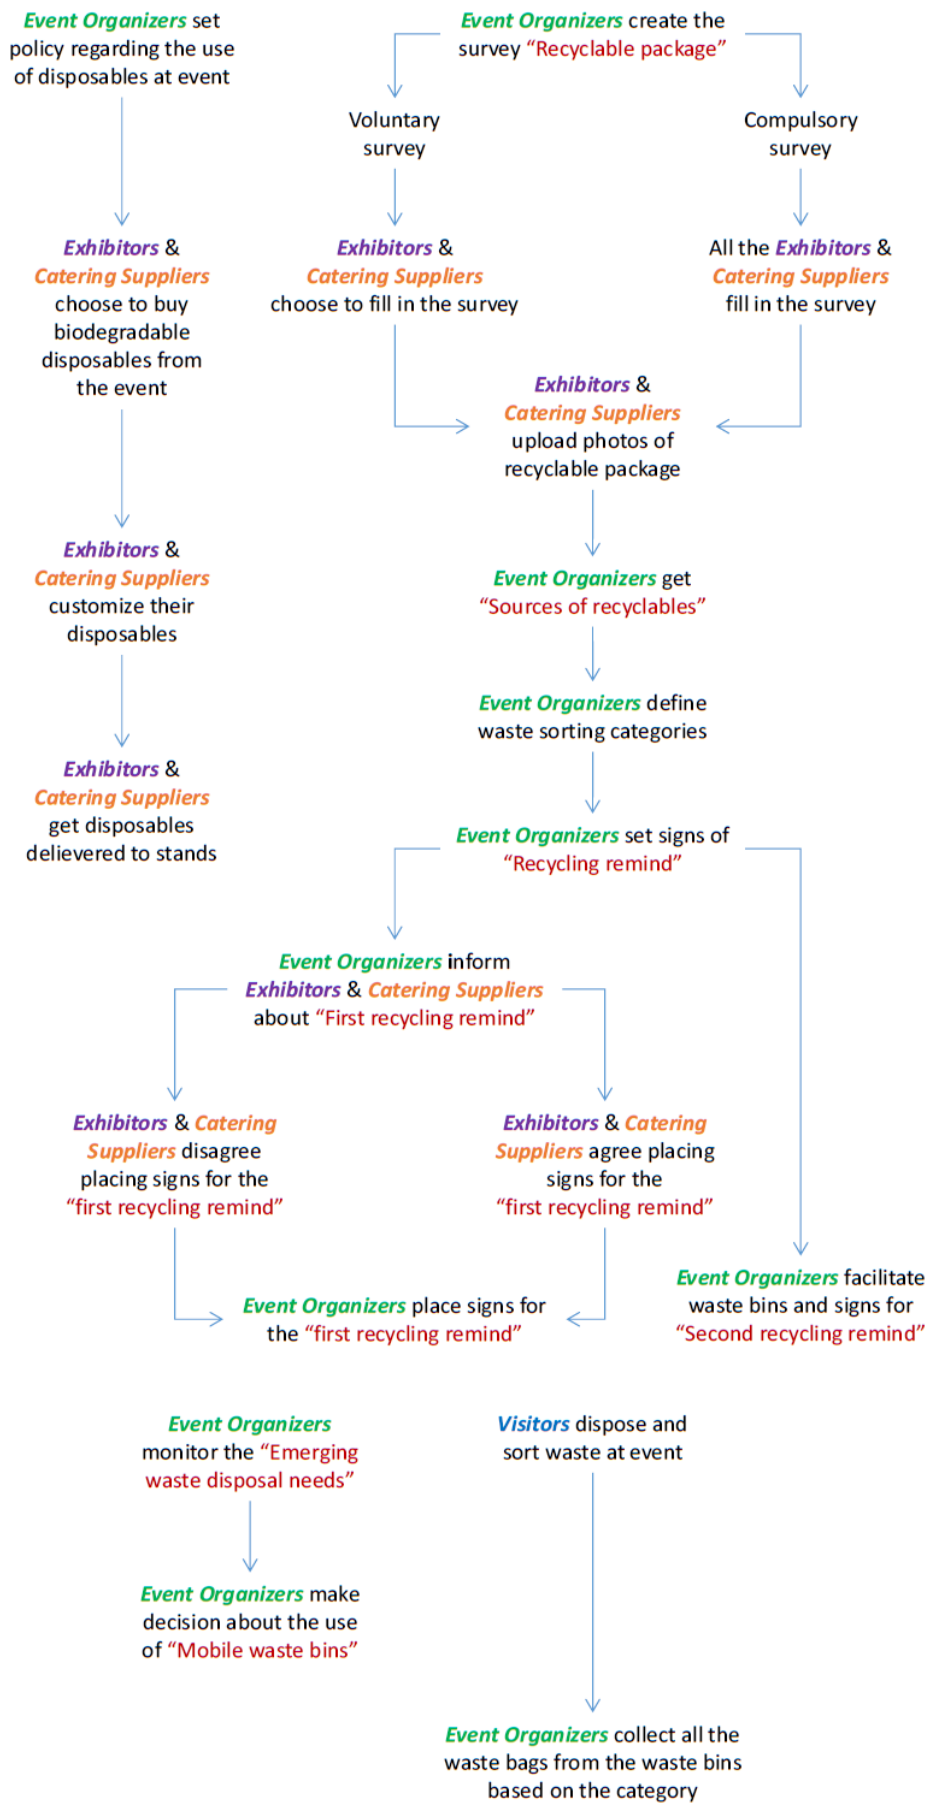 Event Organizers set
policy regarding the use
of disposables at event
Exhibitors &
Catering Suppliers
choose to buy
biodegradable
disposables from
the event
Exhibitors &
Catering Suppliers
customize their
disposables
Exhibitors &
Catering Suppliers
get disposables
delievered to stands
Event Organizers create the
survey “Recyclable package”
Voluntary
survey
Compulsory
survey
Exhibitors &
Catering Suppliers
choose to fill in the survey
All the Exhibitors &
Catering Suppliers
fill in the survey
Exhibitors &
Catering Suppliers
upload photos of
recyclable package
Event Organizers get
“Sources of recyclables”
Event Organizers define
waste sorting categories
Event Organizers set signs of
“Recycling remind”
Event Organizers inform
Exhibitors & Catering Suppliers
about “First recycling remind”
Exhibitors & Catering
Suppliers disagree
placing signs for the
“first recycling remind”
Exhibitors & Catering
Suppliers agree placing
signs for the
“first recycling remind”
Event Organizers place signs for
the “first recycling remind”
Event Organizers facilitate
waste bins and signs for
“Second recycling remind”
Event Organizers
monitor the “Emerging
waste disposal needs”
Event Organizers make
decision about the use
of “Mobile waste bins”
Visitors dispose and
sort waste at event
Event Organizers collect all the
waste bags from the waste bins
based on the category